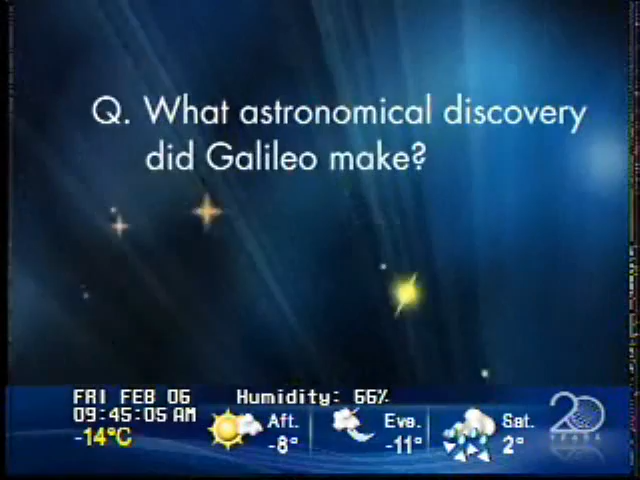 Q. What astronomical discovery
did Galileo make?
FRI FEB 06
Humidity: 66%
09:45:05 AM
-14°C
Aft.
-8°
Eve.
-11°
Sat.
2°
20
YEARS